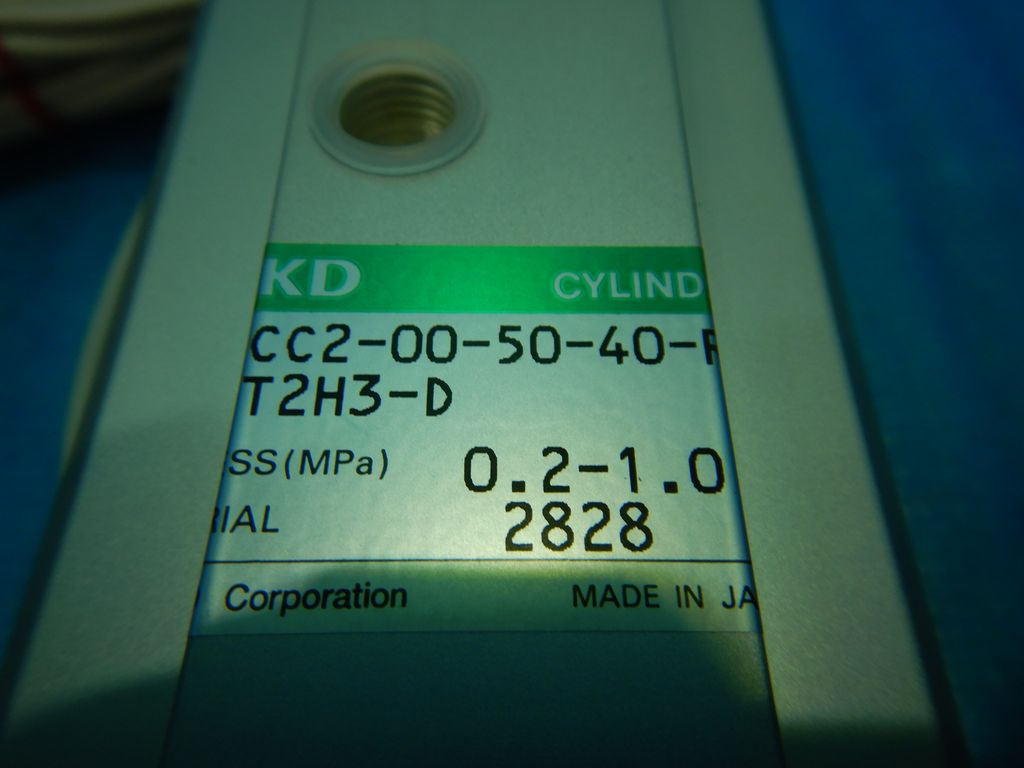 KD CYLIND
CC2-00-50-40-
T2H3-D
SS(MPa) 0.2-1.0
IAL 2828
Corporation MADE IN JA